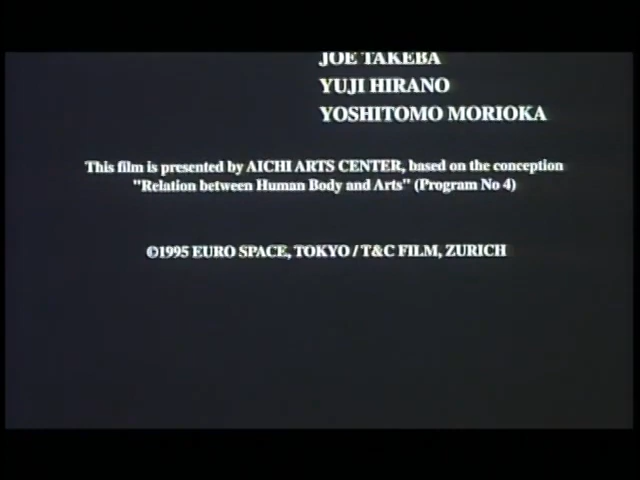 JOE TAKEBA
YUJI HIRANO
YOSHITOMO MORIOKA
This film is presented by AICHI ARTS CENTER, based on the conception
"Relation between Human Body and Arts" (Program No 4)
©1995 EURO SPACE, TOKYO / T&C FILM, ZURICH